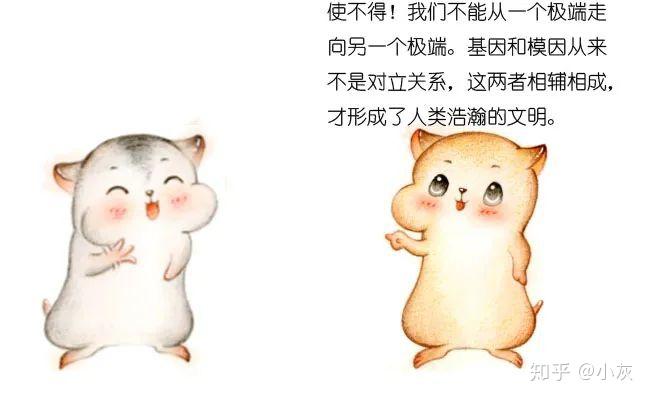 使不得！我们不能从一个极端走
向另一个极端。基因和模因从来
不是对立关系，这两者相辅相成，
才形成了人类浩瀚的文明。
知乎 @小灰